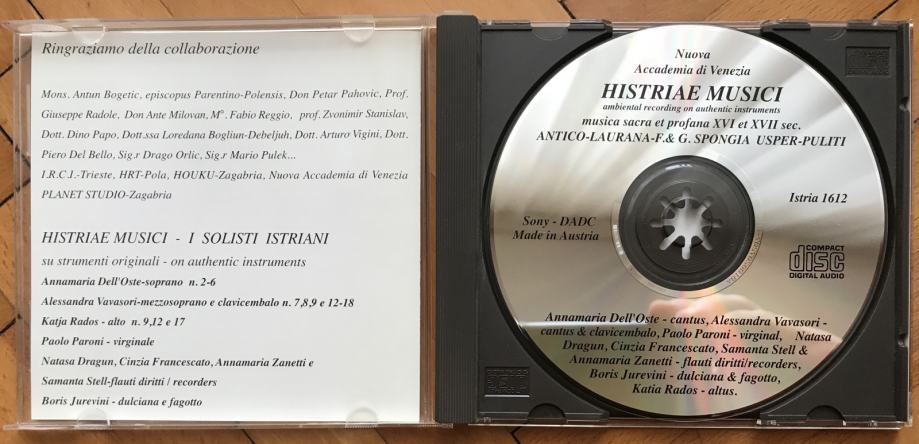 Ringraziamo della collaborazione
Mons. Antun Bogetic, episcopus Parentino-Polensis, Don Petar Pahovic, Prof.
Giuseppe Radole, Don Ante Milovan, M°. Fabio Reggio, prof. Zvonimir Stanislav,
Dott. Dino Papo, Dott.ssa Loredana Bogliun-Debeljuh, Dott. Arturo Vigini, Dott.
Piero Del Bello, Sig.r Drago Orlic, Sig.r Mario Pulek...
I.R.C.I.-Trieste, HRT-Pola, HOUKU-Zagabria, Nuova Accademia di Venezia
PLANET STUDIO-Zagabria
HISTRIAE MUSICI - I SOLISTI ISTRIANI
su strumenti originali - on authentic instruments
Annamaria Dell'Oste-soprano n. 2-6
Alessandra Vavasori-mezzosoprano e clavicembalo n. 7,8,9 e 12-18
Katja Rados - alto n. 9,12 e 17
Paolo Paroni - virginale
Natasa Dragun, Cinzia Francescato, Annamaria Zanetti e
Samanta Stell-flauti diritti / recorders
Boris Jurevini - dulciana e fagotto
Nuova
Accademia di Venezia
HISTRIAE MUSICI
ambiental recording on authentic instruments
musica sacra et profana XVI et XVII sec.
ANTICO-LAURANA-F.& G. SPONGIA USPER-PULITI
Istria 1612
Sony - DADC
Made in Austria
COMPACT
disc
DIGITAL AUDIO
Annamaria Dell'Oste - cantus, Alessandra Vavasori -
cantus & clavicembalo, Paolo Paroni - virginal, Natasa
Dragun, Cinzia Francescato, Samanta Stell &
Annamaria Zanetti - flauti diritti/recorders,
Boris Jurevini - dulciana & fagotto,
Katia Rados - altus.